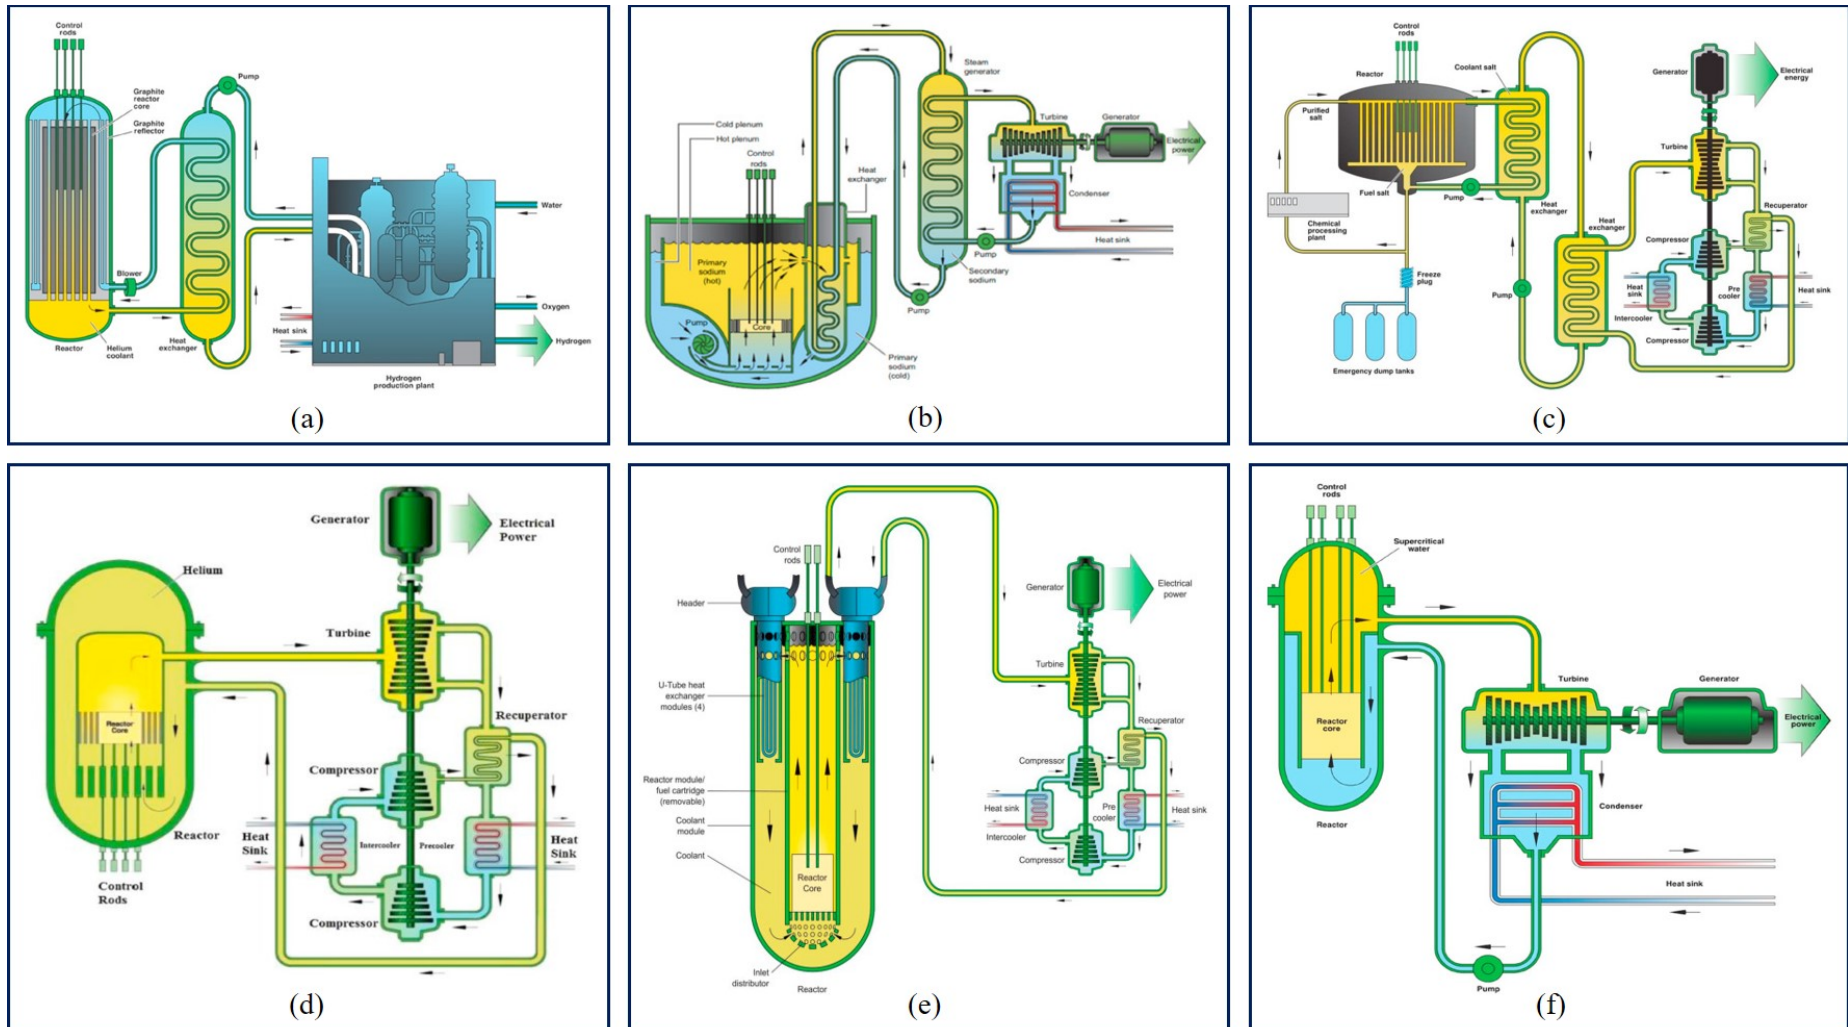 Control
rods
Pump
Graphite
reactor
core
Graphite
reflector
Water
Blower
Oxygen
Heat sink
Hydrogen
Reactor
Helium
coolant
Heat
exchanger
Hydrogen
production plant
(a)
Steam
generator
Cold plenum
Hot plenum
Turbine
Generator
Electrical
power
Control
rods
Heat
exchanger
Condenser
Heat sink
Pump
Primary
sodium
(hot)
Secondary
sodium
Pump
Pump
Core
Primary
sodium
(cold)
(b)
Control
rods
Reactor
Coolant salt
Generator
Electrical
energy
Purified
salt
Turbine
Fuel salt
Pump
Heat
exchanger
Chemical
processing
plant
Heat
exchanger
Recuperator
Compressor
Freeze
plug
Pump
Heat
sink
Pre
cooler
Heat sink
Intercooler
Compressor
Emergency dump tanks
(c)
Generator
Electrical
Power
Helium
Turbine
Reactor
Core
Recuperator
Compressor
Reactor
Heat
Sink
Intercooler
Precooler
Heat
Sink
Control
Rods
Compressor
(d)
Control
rods
Header
Generator
Electrical
power
Turbine
U-Tube heat
exchanger
modules (4)
Recuperator
Compressor
Reactor module/
fuel cartridge
(removable)
Heat sink
Pre
cooler
Heat sink
Coolant
module
Intercooler
Coolant
Compressor
Reactor
Core
Inlet
distributor
Reactor
(e)
Control
rods
Supercritical
water
Turbine
Generator
Electrical
power
Reactor
core
Condenser
Reactor
Heat sink
Pump
(f)